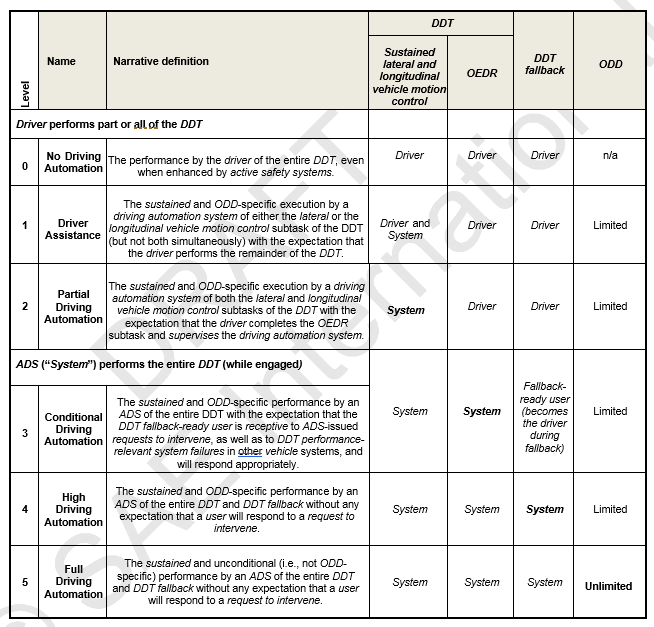 DDT
Level
Name
Narrative definition
Sustained
lateral and
longitudinal
vehicle motion
control
OEDR
DDT
fallback
ODD
Driver performs part or all of the DDT
0
No Driving
Automation
The performance by the driver of the entire DDT, even
when enhanced by active safety systems.
Driver
Driver
Driver
n/a
1
Driver
Assistance
The sustained and ODD-specific execution by a
driving automation system of either the lateral or the
longitudinal vehicle motion control subtask of the DDT
(but not both simultaneously) with the expectation that
the driver performs the remainder of the DDT.
Driver and
System
Driver
Driver
Limited
2
Partial
Driving
Automation
The sustained and ODD-specific execution by a driving
automation system of both the lateral and longitudinal
vehicle motion control subtasks of the DDT with the
expectation that the driver completes the OEDR
subtask and supervises the driving automation system.
System
Driver
Driver
Limited
ADS (“System”) performs the entire DDT (while engaged)
3
Conditional
Driving
Automation
The sustained and ODD-specific performance by an
ADS of the entire DDT with the expectation that the
DDT fallback-ready user is receptive to ADS-issued
requests to intervene, as well as to DDT performance-
relevant system failures in other vehicle systems, and
will respond appropriately.
System
System
Fallback-
ready user
(becomes
the driver
during
fallback)
Limited
4
High
Driving
Automation
The sustained and ODD-specific performance by an
ADS of the entire DDT and DDT fallback without any
expectation that a user will respond to a request to
intervene.
System
System
System
Limited
5
Full
Driving
Automation
The sustained and unconditional (i.e., not ODD-
specific) performance by an ADS of the entire DDT
and DDT fallback without any expectation that a user
will respond to a request to intervene.
System
System
System
Unlimited
DRAFT
© SAE Internation